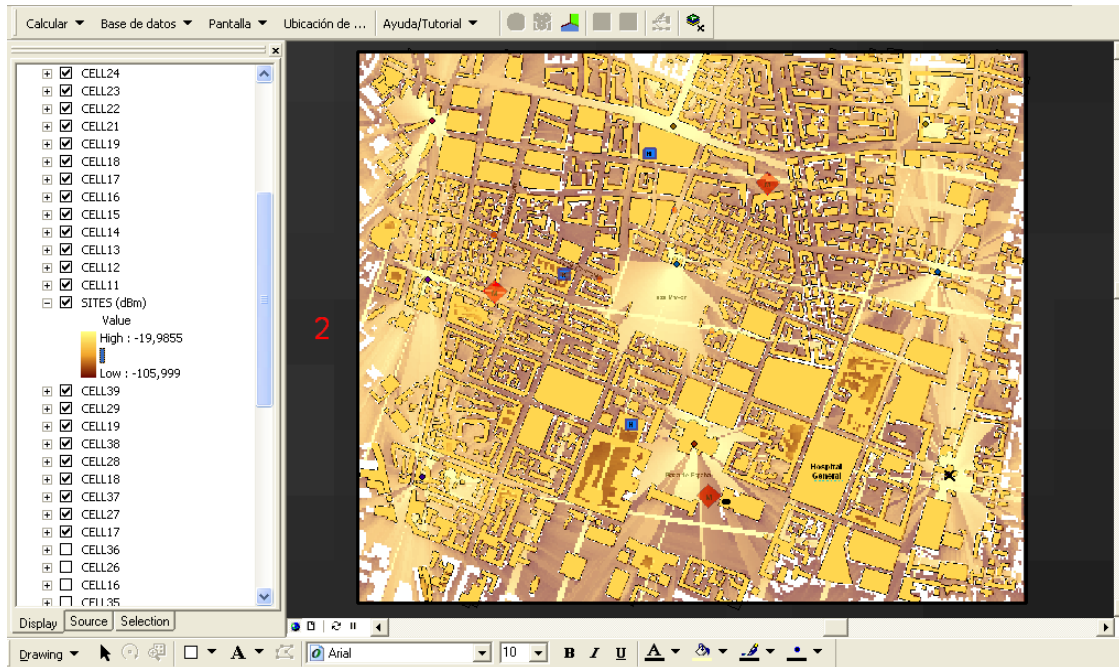 Calcular Base de datos Pantalla Ubicación de ... Ayuda/Tutorial
CELL24
CELL23
CELL22
CELL21
CELL19
CELL18
CELL17
CELL16
CELL15
CELL14
CELL13
CELL12
CELL11
SITES (dBm)
Value
High : -19,9855
Low : -105,999
CELL39
CELL29
CELL19
CELL38
CELL28
CELL18
CELL37
CELL27
CELL17
CELL36
CELL26
CELL16
CELL35
Display Source Selection
2
Hospital
General
Drawing A Arial 10 B I U A